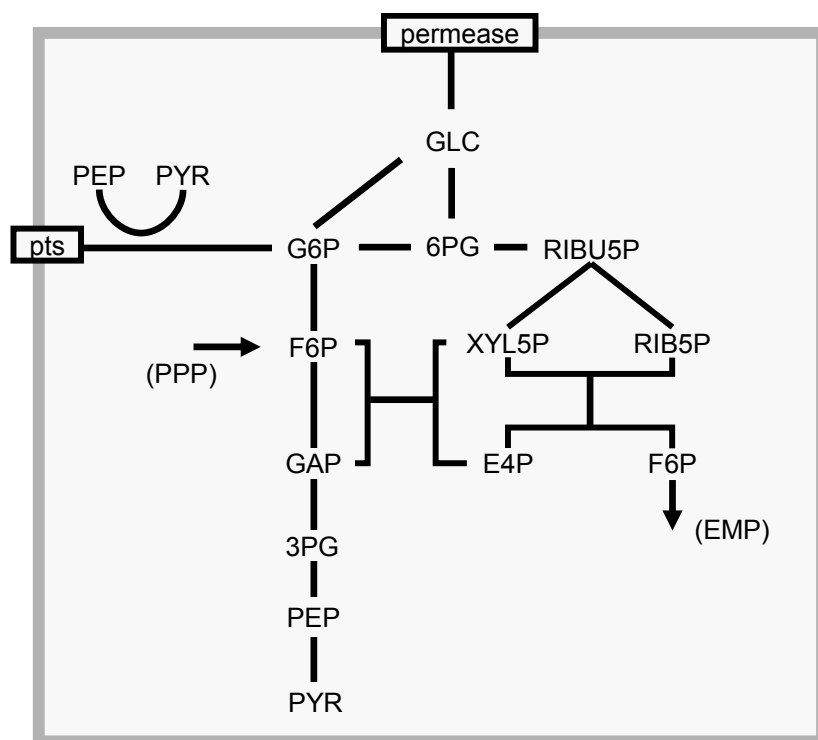 permease
GLC
PEP PYR
pts
G6P 6PG RIBU5P
F6P XYL5P RIB5P
(PPP)
GAP E4P F6P
(EMP)
3PG
PEP
PYR